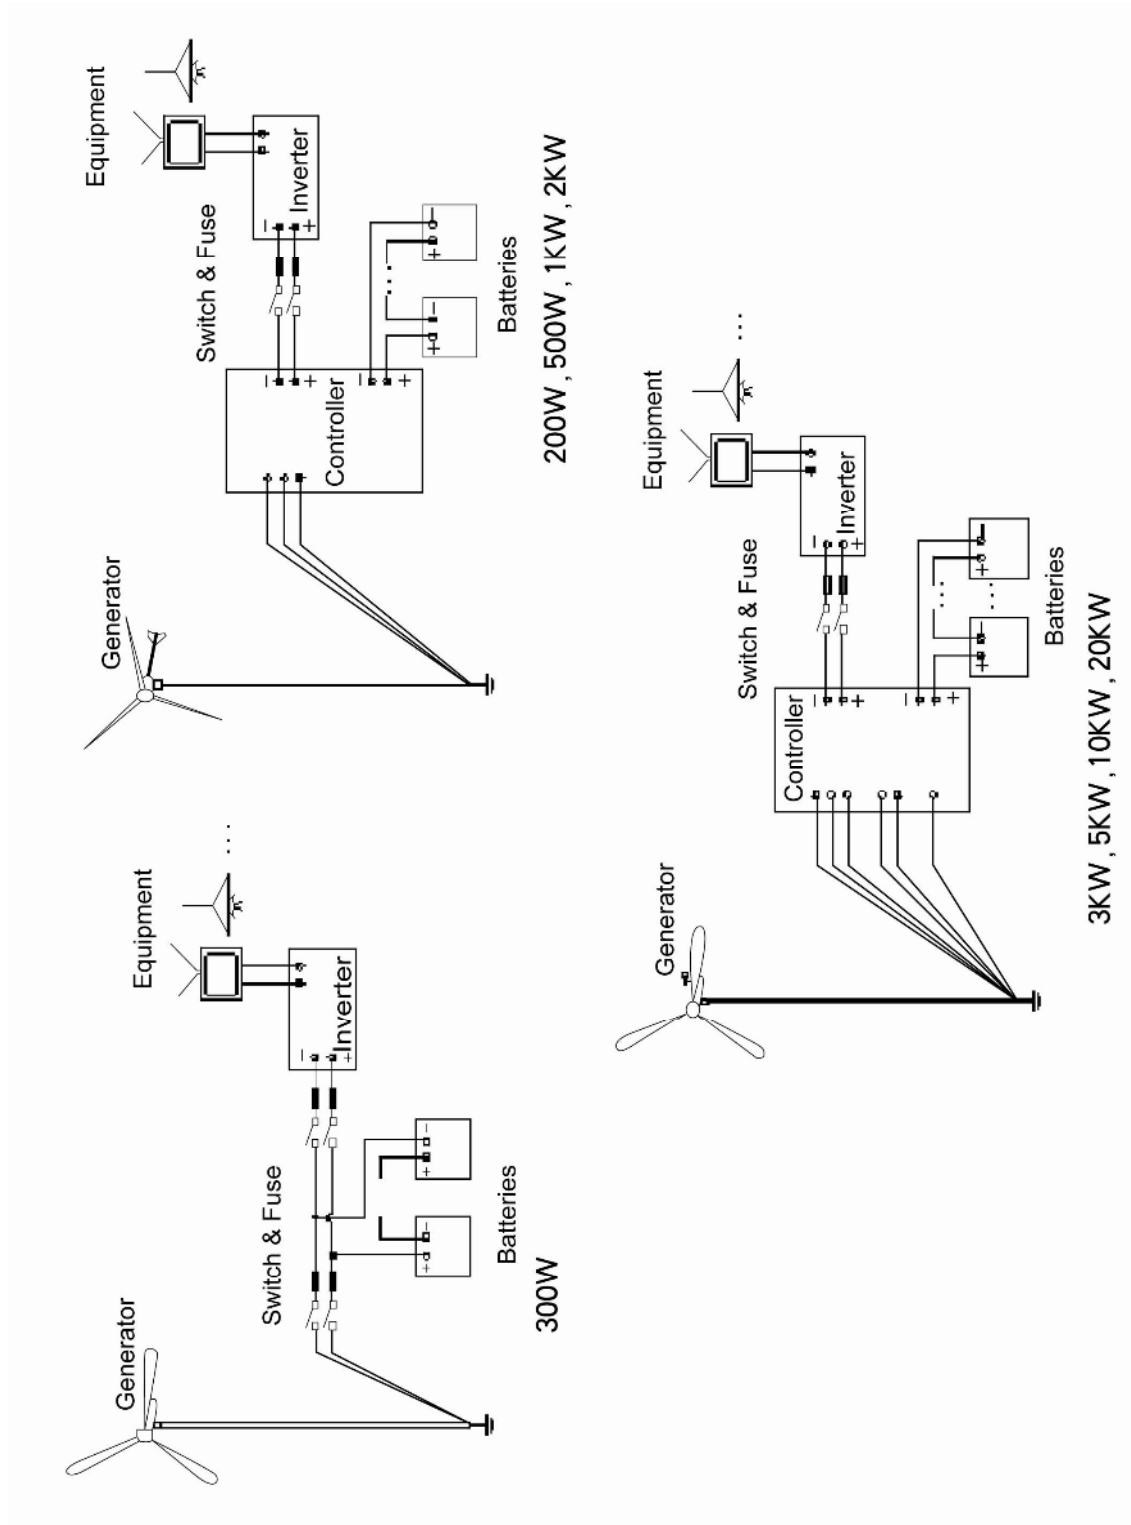 Generator
Switch & Fuse
Equipment
Inverter
- +
- +
+ -
Batteries
300W
Generator
Switch & Fuse
Equipment
Controller
Inverter
- +
- +
- +
+ -
+ -
Batteries
200W , 500W , 1KW , 2KW
Generator
Switch & Fuse
Equipment
Controller
Inverter
- +
- +
- +
+ -
+ -
Batteries
3KW , 5KW , 10KW , 20KW